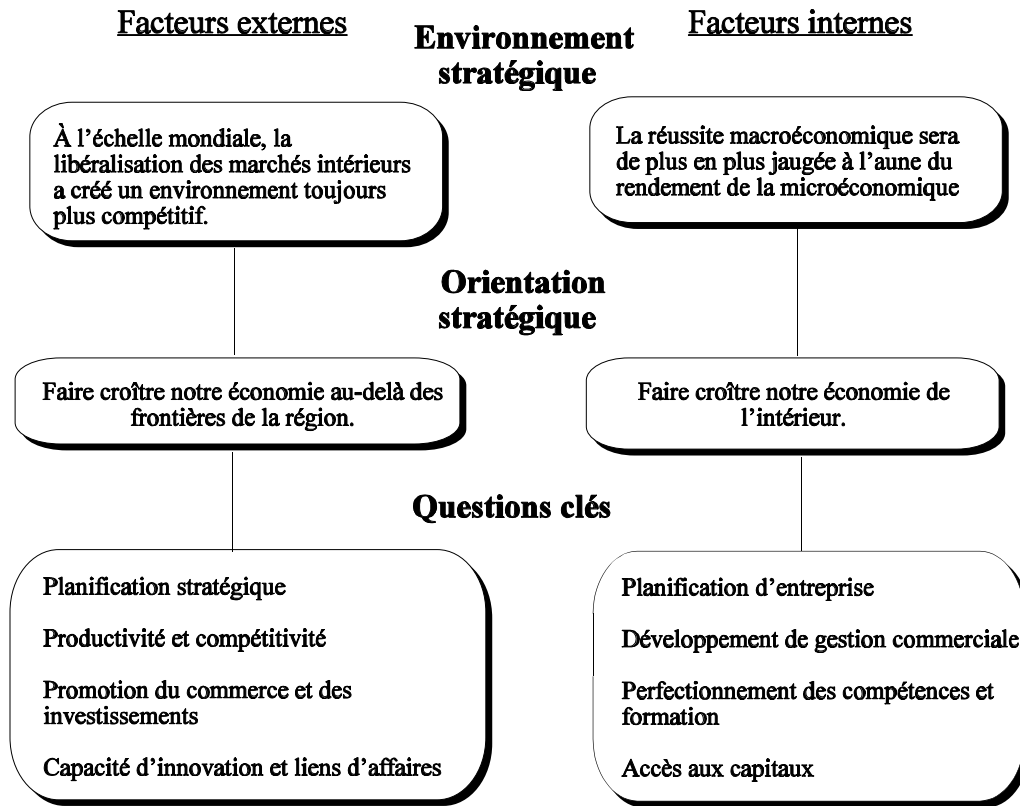 Facteurs externes
Facteurs internes
Environnement
stratégique
À l’échelle mondiale, la
libéralisation des marchés intérieurs
a créé un environnement toujours
plus compétitif.
La réussite macroéconomique sera
de plus en plus jaugée à l’aune du
rendement de la microéconomique
Orientation
stratégique
Faire croître notre économie au-delà des
frontières de la région.
Faire croître notre économie de
l’intérieur.
Questions clés
Planification stratégique
Productivité et compétitivité
Promotion du commerce et des
investissements
Capacité d’innovation et liens d’affaires
Planification d’entreprise
Développement de gestion commerciale
Perfectionnement des compétences et
formation
Accès aux capitaux